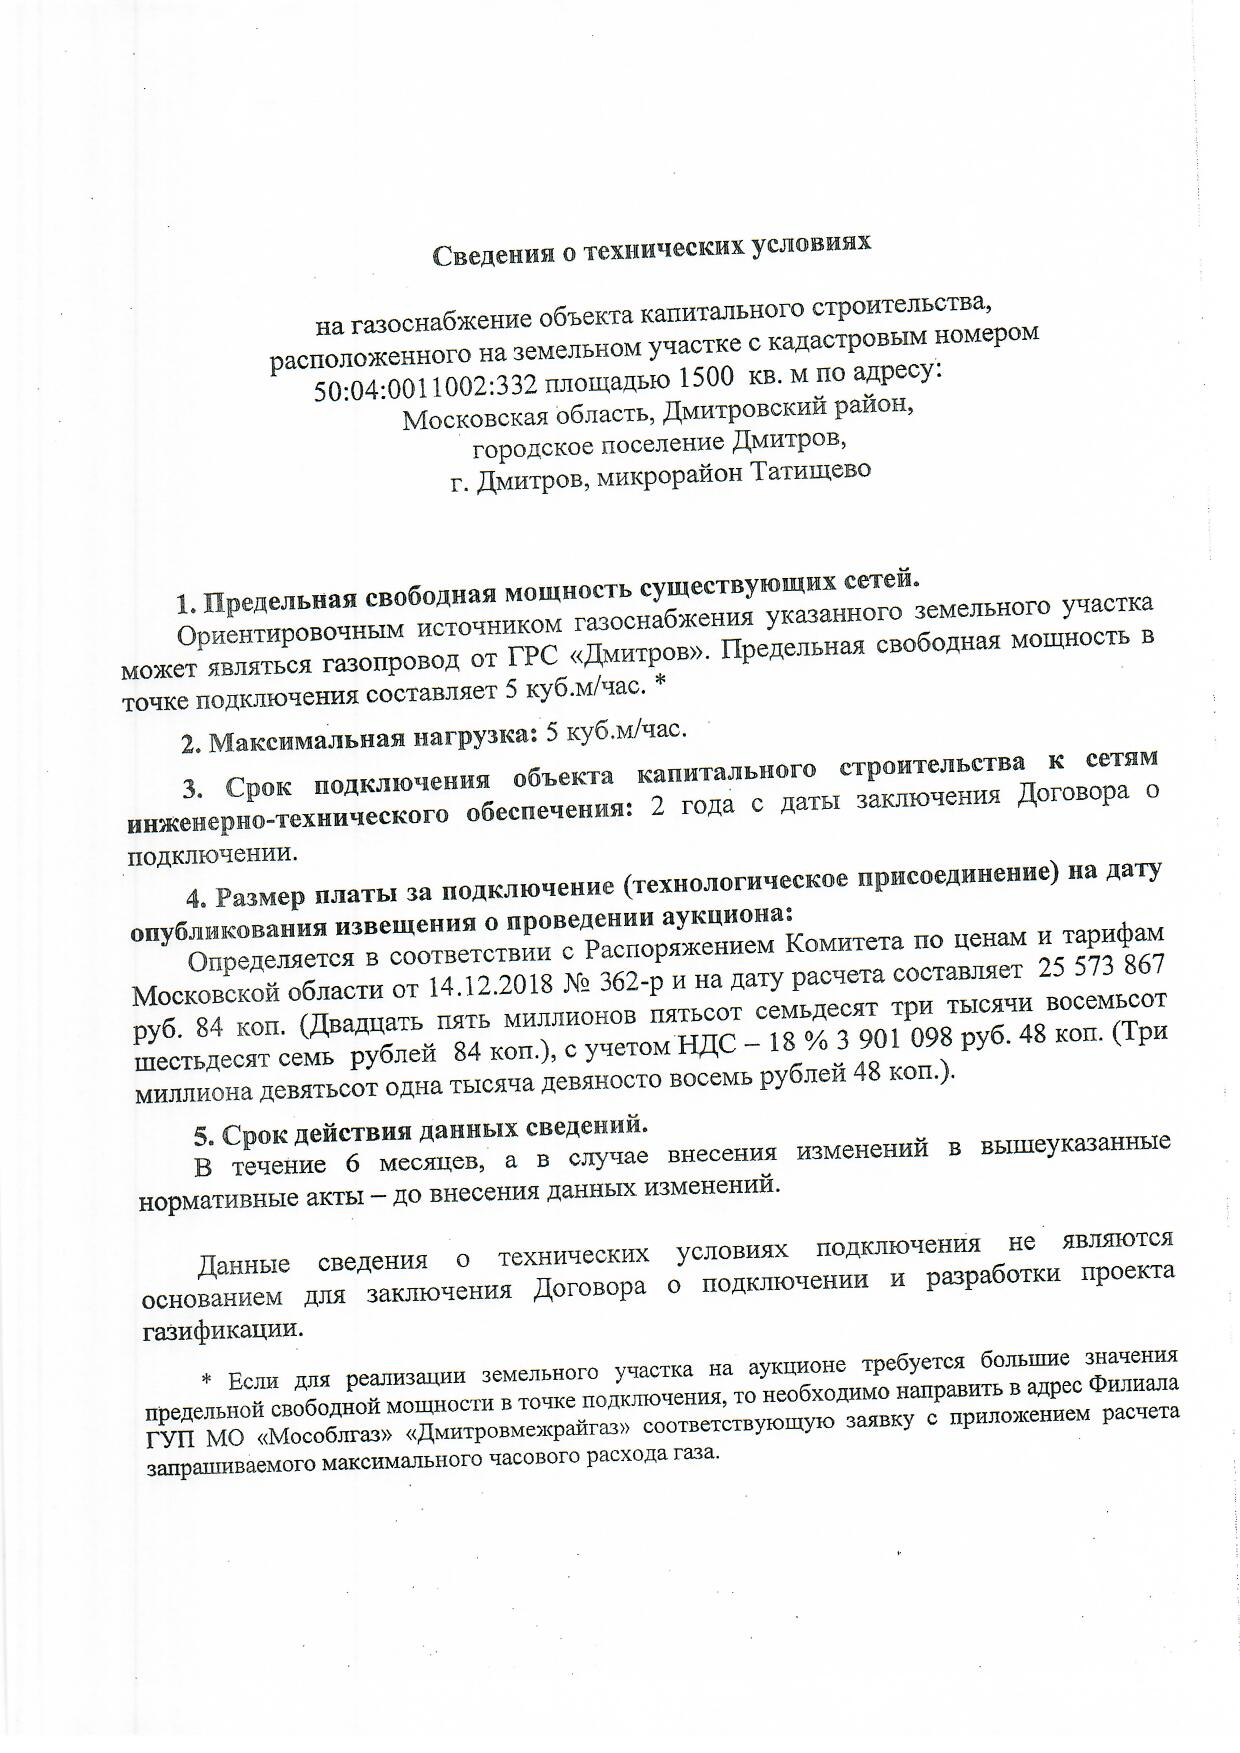 Сведения о технических условиях
на газоснабжение объекта капитального строительства,
расположенного на земельном участке с кадастровым номером
50:04:0011002:332 площадью 1500 кв. м по адресу:
Московская область, Дмитровский район,
городское поселение Дмитров,
г. Дмитров, микрорайон Татищево
1. Предельная свободная мощность существующих сетей.
Ориентировочным источником газоснабжения указанного земельного участка
может являться газопровод от ГРС «Дмитров». Предельная свободная мощность в
точке подключения составляет 5 куб.м/час. *
2. Максимальная нагрузка: 5 куб.м/час.
3. Срок подключения объекта капитального строительства к сетям
инженерно-технического обеспечения: 2 года с даты заключения Договора о
подключении.
4. Размер платы за подключение (технологическое присоединение) на дату
опубликования извещения о проведении аукциона:
Определяется в соответствии с Распоряжением Комитета по ценам и тарифам
Московской области от 14.12.2018 № 362-р и на дату расчета составляет 25 573 867
руб. 84 коп. (Двадцать пять миллионов пятьсот семьдесят три тысячи восемьсот
шестьдесят семь рублей 84 коп.), с учетом НДС – 18 % 3 901 098 руб. 48 коп. (Три
миллиона девятьсот одна тысяча девяносто восемь рублей 48 коп.).
5. Срок действия данных сведений.
В течение 6 месяцев, а в случае внесения изменений в вышеуказанные
нормативные акты – до внесения данных изменений.
Данные сведения о технических условиях подключения не являются
основанием для заключения Договора о подключении и разработки проекта
газификации.
* Если для реализации земельного участка на аукционе требуется большие значения
предельной свободной мощности в точке подключения, то необходимо направить в адрес Филиала
ГУП МО «Мособлгаз» «Дмитровмежрайгаз» соответствующую заявку с приложением расчета
запрашиваемого максимального часового расхода газа.